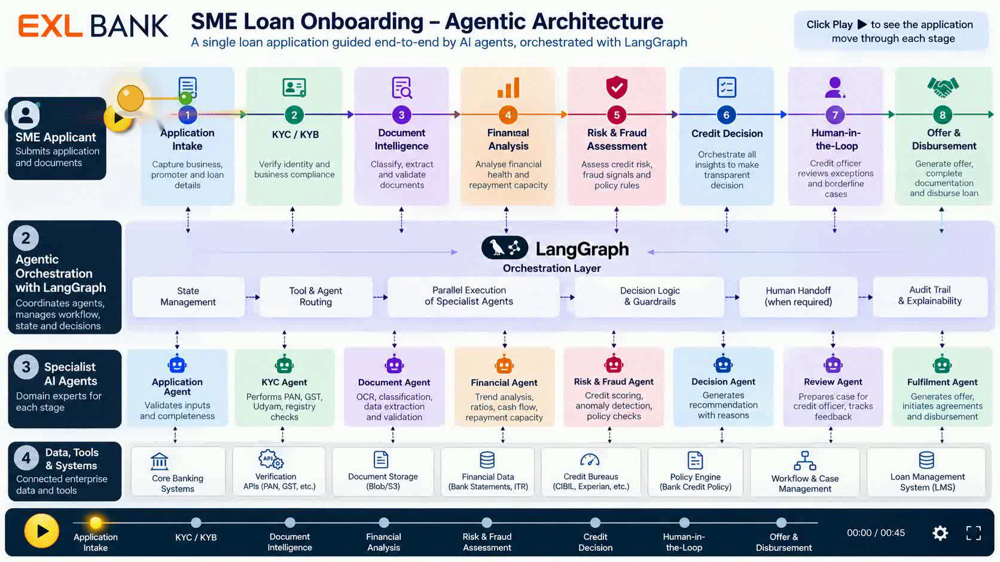 EXL BANK
SME Loan Onboarding – Agentic Architecture
A single loan application guided end-to-end by AI agents, orchestrated with LangGraph
Click Play ▶ to see the application
move through each stage
SME Applicant
Submits application
and documents
1
Application
Intake
Capture business,
promoter and loan
details
2
KYC / KYB
Verify identity and
business compliance
3
Document
Intelligence
Classify, extract
and validate
documents
4
Financial
Analysis
Analyse financial
health and
repayment capacity
5
Risk & Fraud
Assessment
Assess credit risk,
fraud signals and
policy rules
6
Credit Decision
Orchestrate all
insights to make
transparent
decision
7
Human-in-
the-Loop
Credit officer
reviews exceptions
and borderline
cases
8
Offer &
Disbursement
Generate offer,
complete
documentation
and disburse loan
2
Agentic
Orchestration
with LangGraph
Coordinates agents,
manages workflow,
state and decisions
LangGraph
Orchestration Layer
State
Management
Tool & Agent
Routing
Parallel Execution
of Specialist Agents
Decision Logic
& Guardrails
Human Handoff
(when required)
Audit Trail
& Explainability
3
Specialist
AI Agents
Domain experts for
each stage
Application
Agent
Validates inputs
and completeness
KYC Agent
Performs PAN, GST,
Udyam, registry
checks
Document Agent
OCR, classification,
data extraction
and validation
Financial Agent
Trend analysis,
ratios, cash flow,
repayment capacity
Risk & Fraud Agent
Credit scoring,
anomaly detection,
policy checks
Decision Agent
Generates
recommendation
with reasons
Review Agent
Prepares case for
credit officer, tracks
feedback
Fulfilment Agent
Generates offer,
initiates agreements
and disbursement
4
Data, Tools
& Systems
Connected enterprise
data and tools
Core Banking
Systems
API
Verification
APIs (PAN, GST, etc.)
Document Storage
(Blob/S3)
Financial Data
(Bank Statements, ITR)
Credit Bureaus
(CIBIL, Experian, etc.)
Policy Engine
(Bank Credit Policy)
Workflow & Case
Management
Loan Management
System (LMS)
Application
Intake
KYC / KYB
Document
Intelligence
Financial
Analysis
Risk & Fraud
Assessment
Credit
Decision
Human-in-
the-Loop
Offer &
Disbursement
00:00 / 00:45